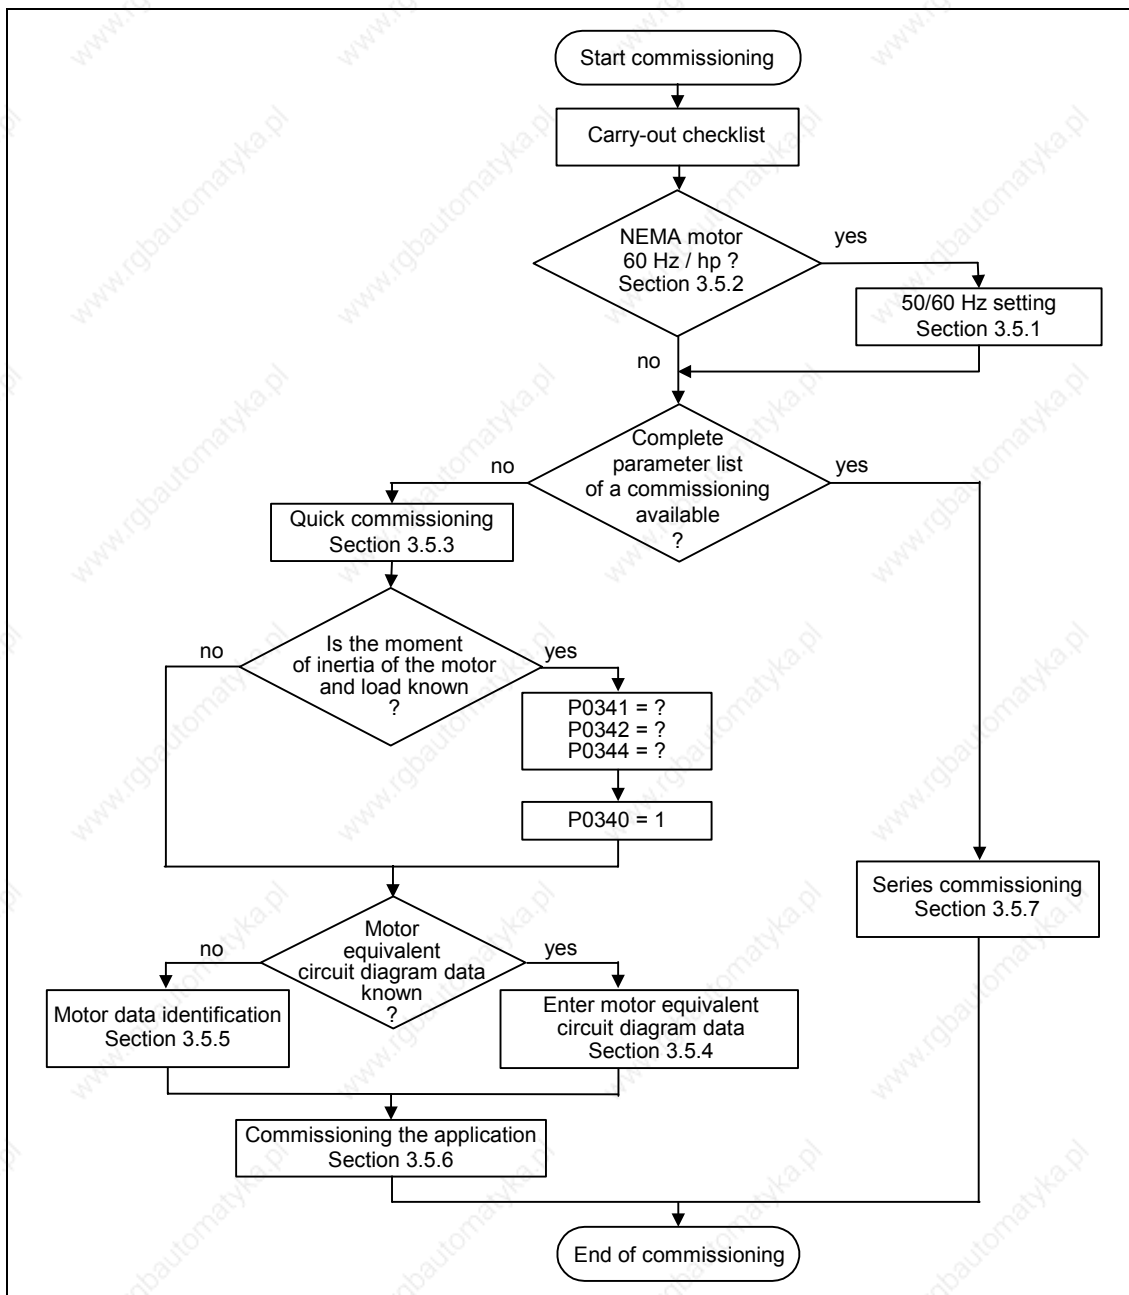 Start commissioning
Carry-out checklist
NEMA motor
60 Hz / hp ?
Section 3.5.2
yes
50/60 Hz setting
Section 3.5.1
no
Complete
parameter list
of a commissioning
available
?
no
yes
Quick commissioning
Section 3.5.3
Is the moment
of inertia of the motor
and load known
?
no
yes
P0341 = ?
P0342 = ?
P0344 = ?
P0340 = 1
Series commissioning
Section 3.5.7
Motor
equivalent
circuit diagram data
known
?
no
yes
Motor data identification
Section 3.5.5
Enter motor equivalent
circuit diagram data
Section 3.5.4
Commissioning the application
Section 3.5.6
End of commissioning
www.rgbautomatyka.pl